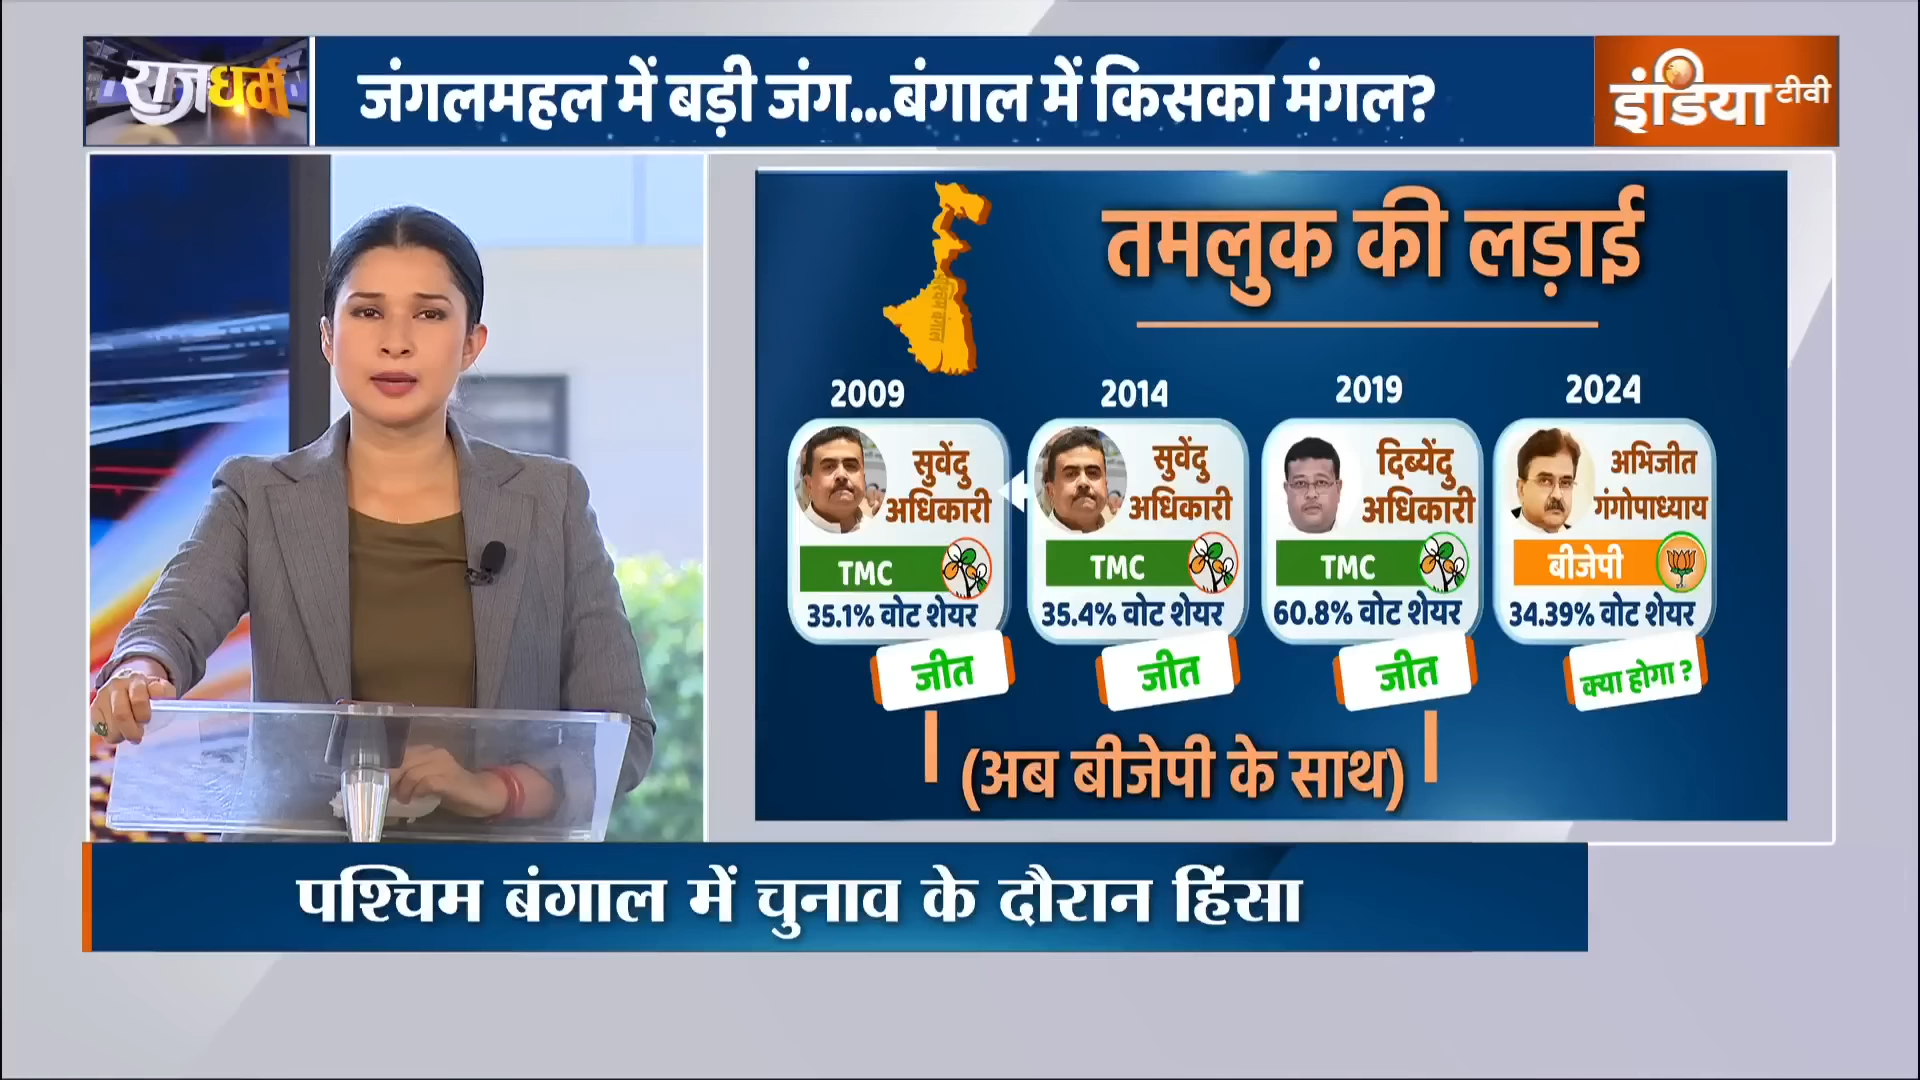 राजधर्म
जंगलमहल में बड़ी जंग...बंगाल में किसका मंगल?
इंडिया टीवी
तमलुक की लड़ाई
पश्चिम बंगाल
2009
सुवेंदु
अधिकारी
TMC
35.1% वोट शेयर
जीत
2014
सुवेंदु
अधिकारी
TMC
35.4% वोट शेयर
जीत
2019
दिब्येंदु
अधिकारी
TMC
60.8% वोट शेयर
जीत
2024
अभिजीत
गंगोपाध्याय
बीजेपी
34.39% वोट शेयर
क्या होगा ?
(अब बीजेपी के साथ)
पश्चिम बंगाल में चुनाव के दौरान हिंसा